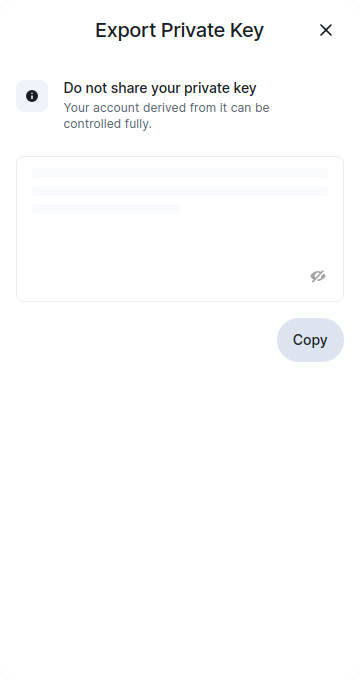 Export Private Key
Do not share your private key
Your account derived from it can be
controlled fully.
Copy